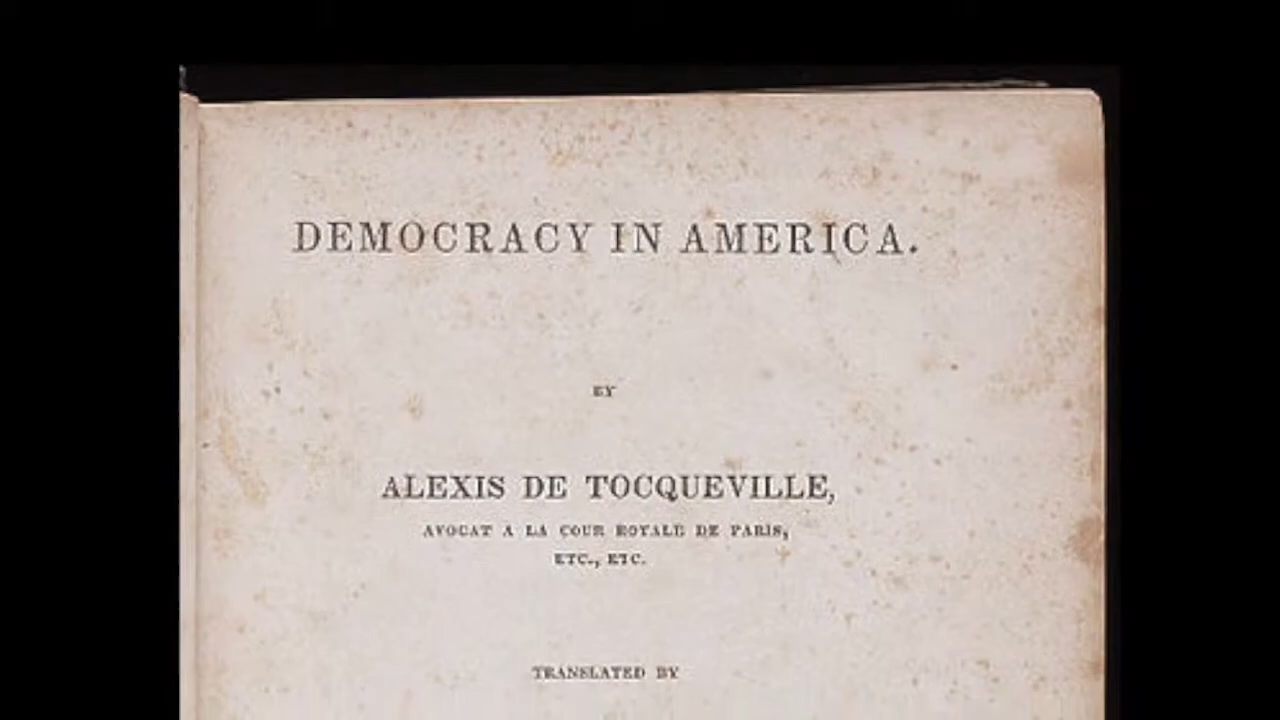 DEMOCRACY IN AMERICA.
BY
ALEXIS DE TOCQUEVILLE,
AVOCAT A LA COUR ROYALE DE PARIS,
ETC., ETC.
TRANSLATED BY